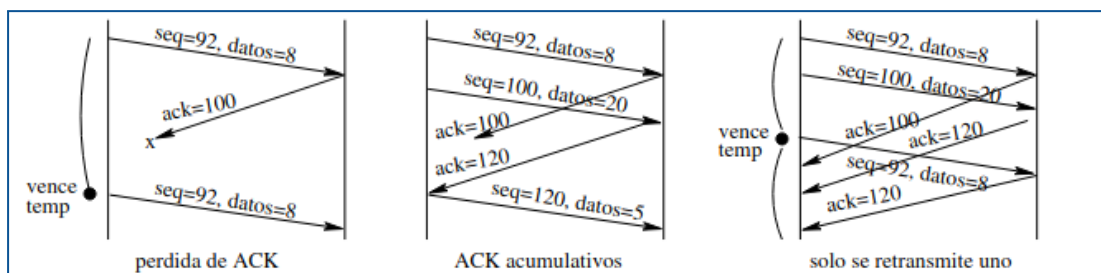 seq=92, datos=8
ack=100
x
vence
temp
seq=92, datos=8
perdida de ACK
seq=92, datos=8
seq=100, datos=20
ack=100
ack=120
seq=120, datos=5
ACK acumulativos
seq=92, datos=8
seq=100, datos=20
vence
temp
ack=100
ack=120
seq=92, datos=8
ack=120
solo se retransmite uno